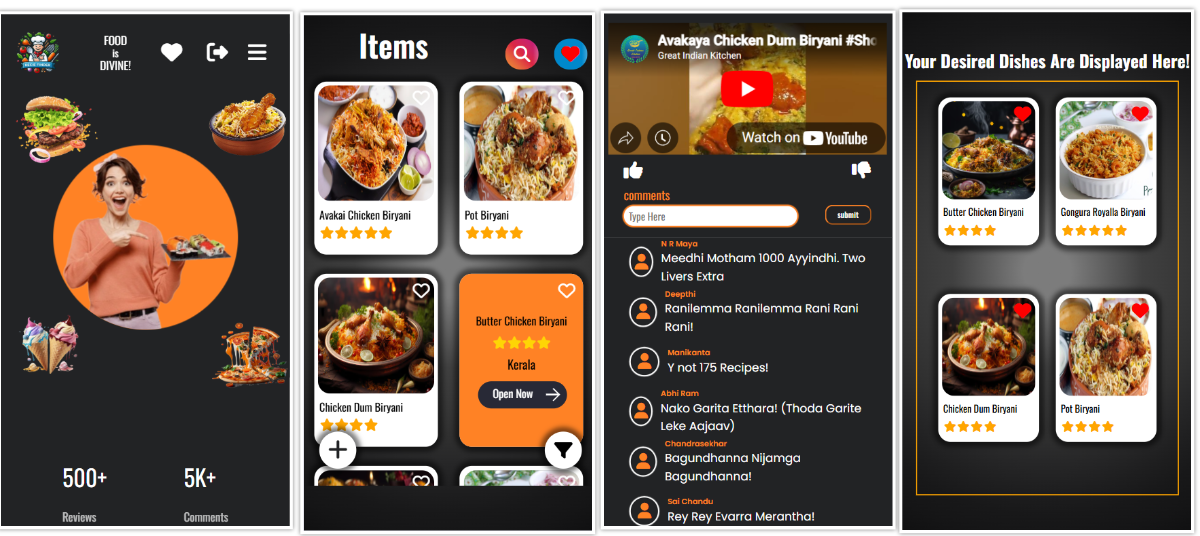 FOOD
is
DIVINE!
500+
5K+
Reviews
Comments
Items
Avakai Chicken Biryani
Pot Biryani
Chicken Dum Biryani
Butter Chicken Biryani
Kerala
Open Now
Avakaya Chicken Dum Biryani #Sho
Great Indian Kitchen
Watch on YouTube
comments
Type Here
submit
N R Maya
Meedhi Motham 1000 Ayyindhi. Two
Livers Extra
Deepthi
Ranilemma Ranilemma Rani Rani
Rani!
Manikanta
Y not 175 Recipes!
Abhi Ram
Nako Garita Etthara! (Thoda Garite
Leke Aajaav)
Chandrasekhar
Bagundhanna Nijamga
Bagundhanna!
Sai Chandu
Rey Rey Evarra Merantha!
Your Desired Dishes Are Displayed Here!
Butter Chicken Biryani
Gongura Royalla Biryani
Chicken Dum Biryani
Pot Biryani